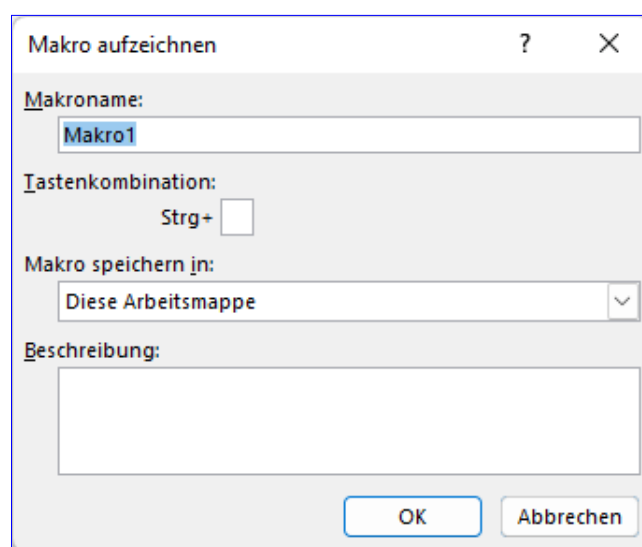 Makro aufzeichnen ?
Makroname:
Makro1
Tastenkombination:
Strg+
Makro speichern in:
Diese Arbeitsmappe
Beschreibung:
OK Abbrechen